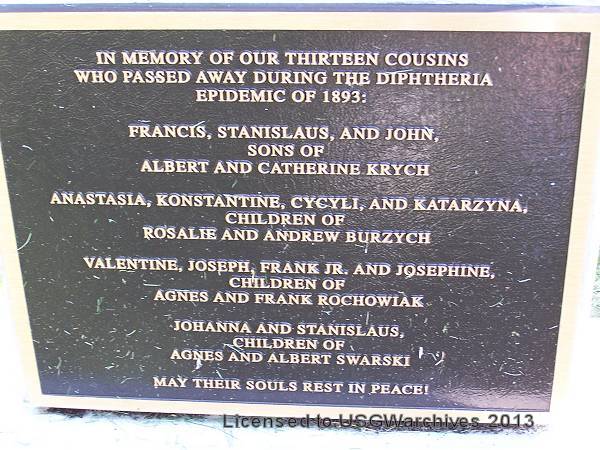 IN MEMORY OF OUR THIRTEEN COUSINS
WHO PASSED AWAY DURING THE DIPHTHERIA
EPIDEMIC OF 1893:
FRANCIS, STANISLAUS, AND JOHN,
SONS OF
ALBERT AND CATHERINE KRYCH
ANASTASIA, KONSTANTINE, CYCYLI, AND KATARZYNA,
CHILDREN OF
ROSALIE AND ANDREW BURZYCH
VALENTINE, JOSEPH, FRANK JR. AND JOSEPHINE,
CHILDREN OF
AGNES AND FRANK ROCHOWIAK
JOHANNA AND STANISLAUS,
CHILDREN OF
AGNES AND ALBERT SWARSKI
MAY THEIR SOULS REST IN PEACE!
Licensed to USGWarchives 2013